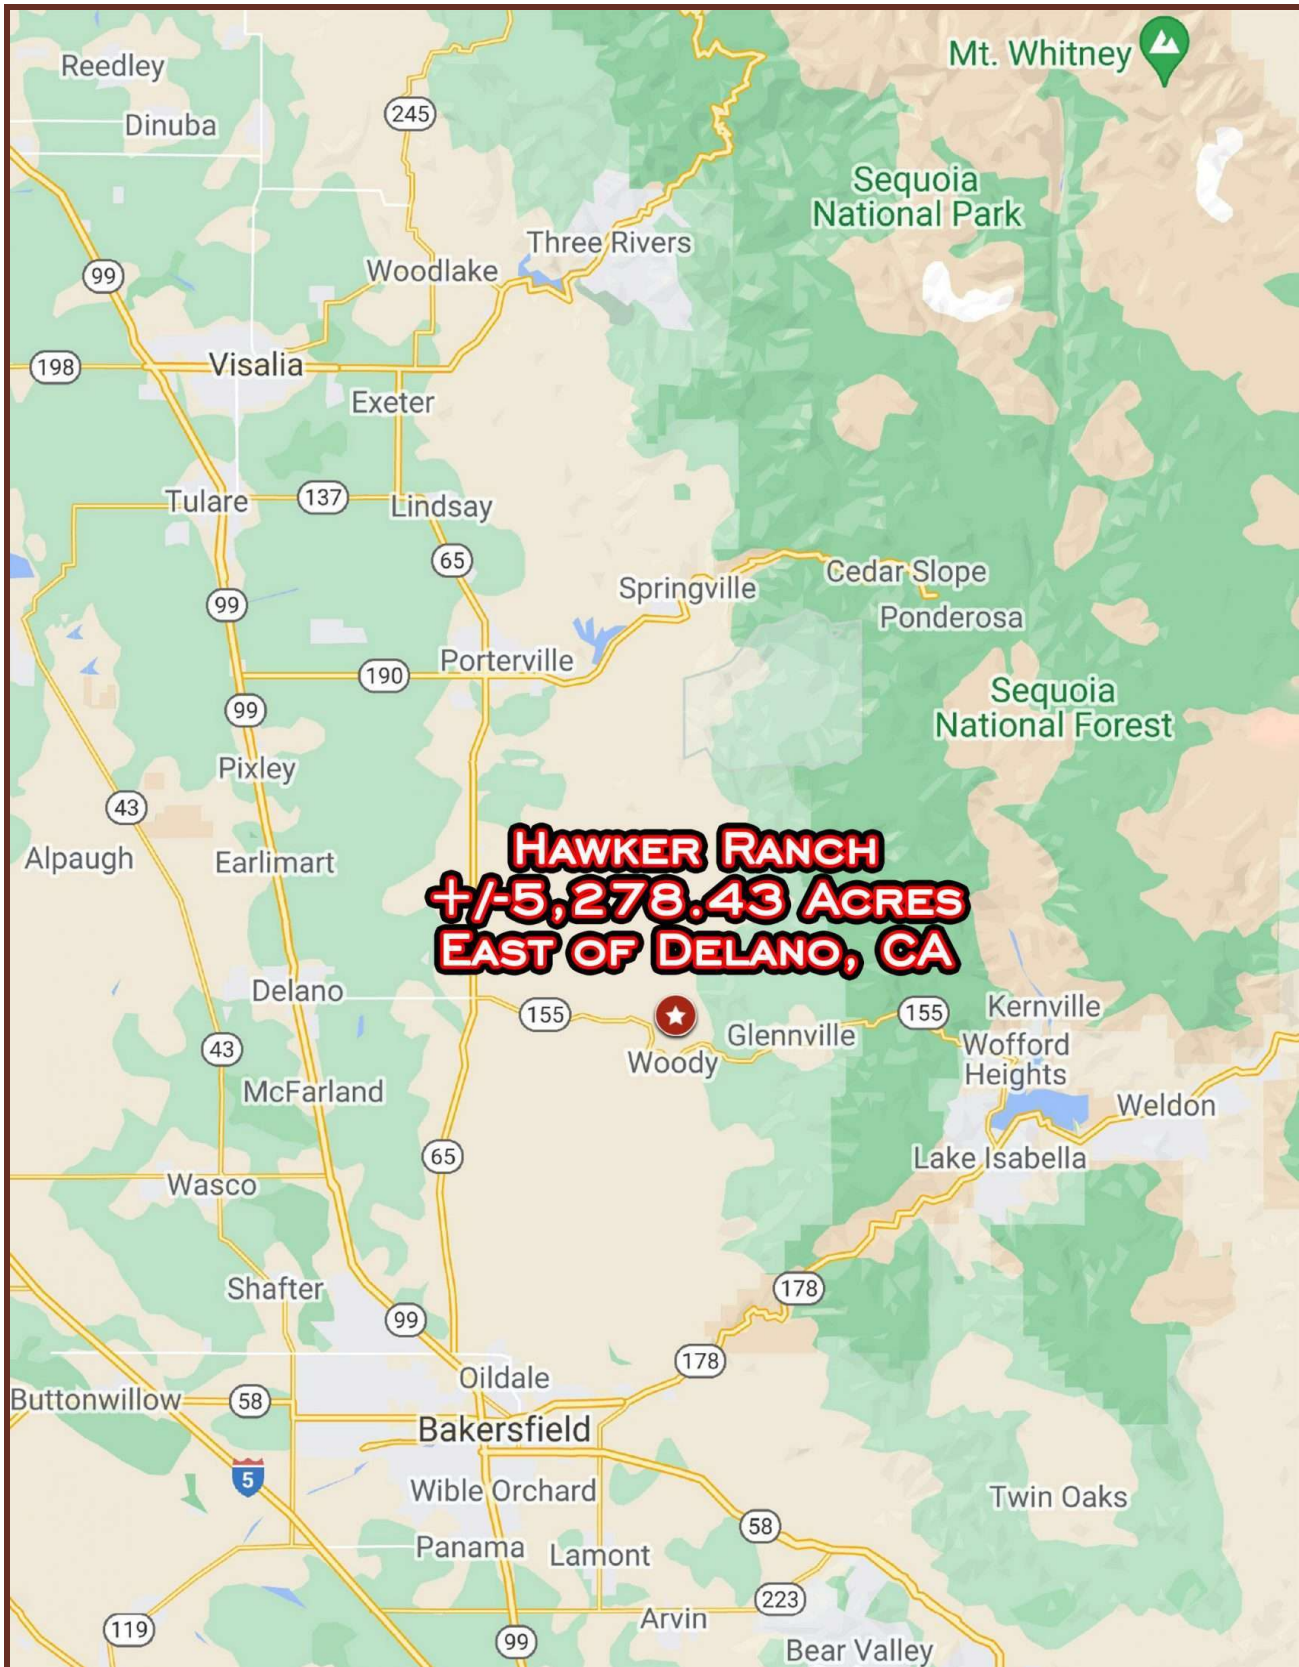 Mt. Whitney
Reedley
Dinuba
245
Sequoia
National Park
Three Rivers
Woodlake
99
198
Visalia
Exeter
Tulare
137
Lindsay
65
Springville
Cedar Slope
99
Ponderosa
Porterville
190
Sequoia
National Forest
99
Pixley
43
Alpaugh
Earlimart
HAWKER RANCH
+/-5,278.43 ACRES
EAST OF DELANO, CA
Delano
155
155
Kernville
Glennville
Wofford
Heights
43
Woody
McFarland
Weldon
65
Lake Isabella
Wasco
Shafter
178
99
178
Oildale
Buttonwillow
58
Bakersfield
5
Wible Orchard
Twin Oaks
58
Panama
Lamont
223
Arvin
119
99
Bear Valley